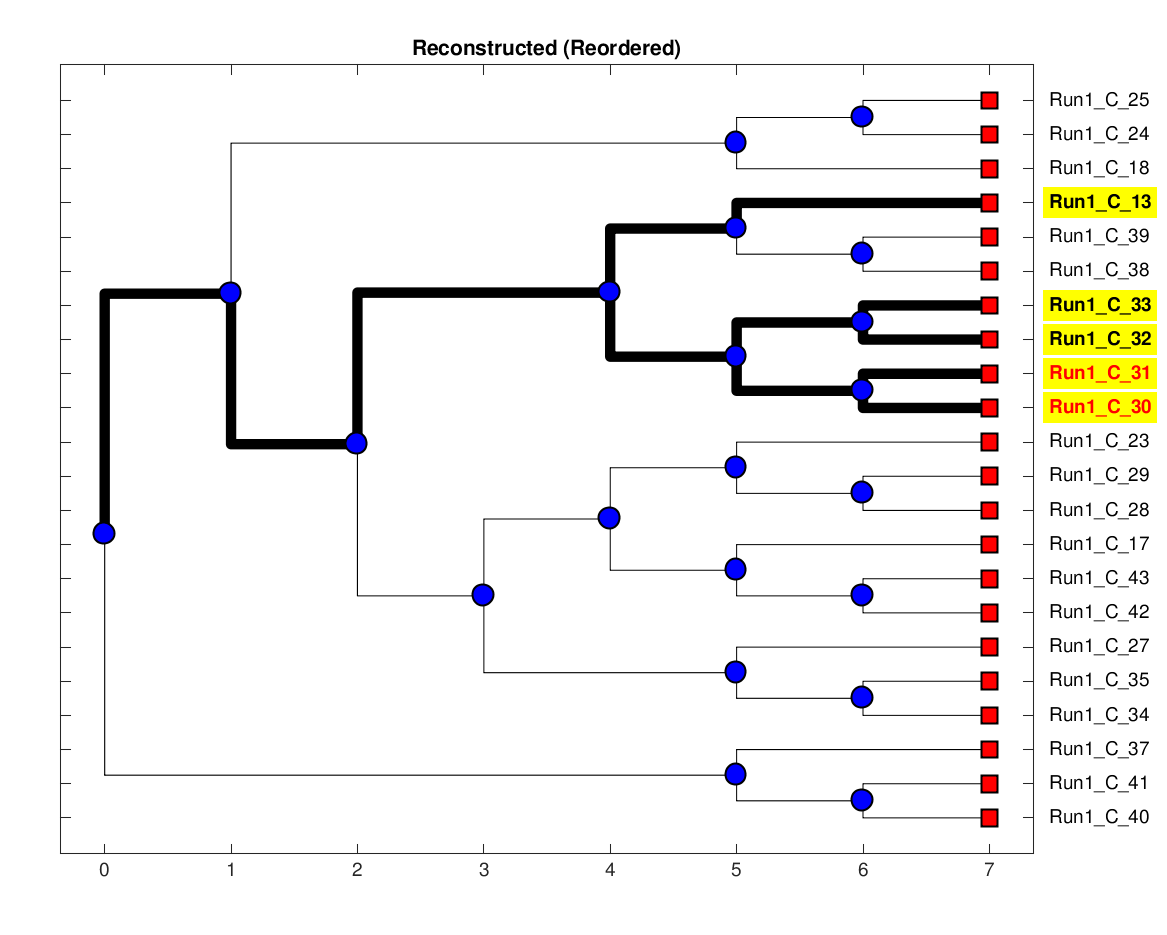 Reconstructed (Reordered)
Run1_C_25
Run1_C_24
Run1_C_18
Run1_C_13
Run1_C_39
Run1_C_38
Run1_C_33
Run1_C_32
Run1_C_31
Run1_C_30
Run1_C_23
Run1_C_29
Run1_C_28
Run1_C_17
Run1_C_43
Run1_C_42
Run1_C_27
Run1_C_35
Run1_C_34
Run1_C_37
Run1_C_41
Run1_C_40
0 1 2 3 4 5 6 7